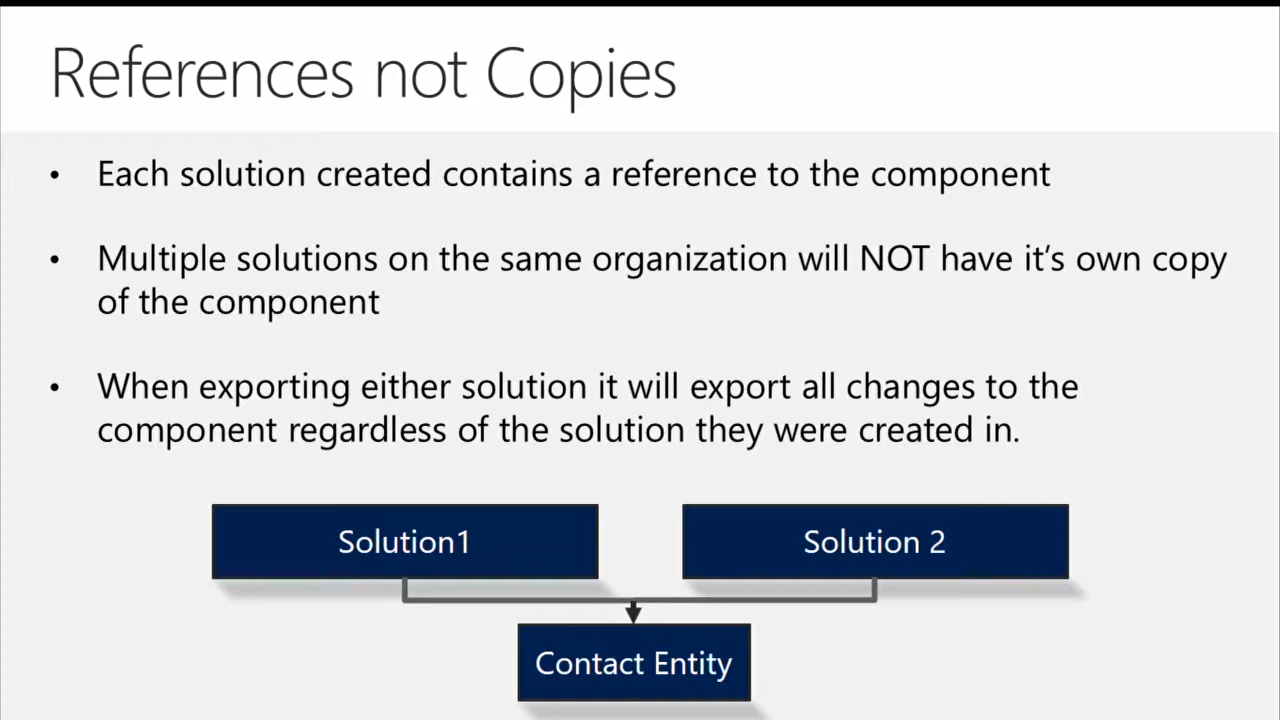 References not Copies
• Each solution created contains a reference to the component
• Multiple solutions on the same organization will NOT have it’s own copy
of the component
• When exporting either solution it will export all changes to the
component regardless of the solution they were created in.
Solution1
Solution 2
Contact Entity